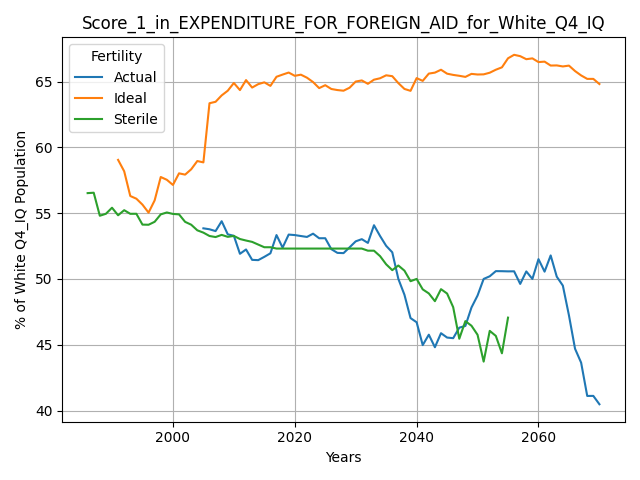 Score_1_in_EXPENDITURE_FOR_FOREIGN_AID_for_White_Q4_IQ
Fertility
Actual
Ideal
Sterile
% of White Q4_IQ Population
65
60
55
50
45
40
2000 2020 2040 2060
Years